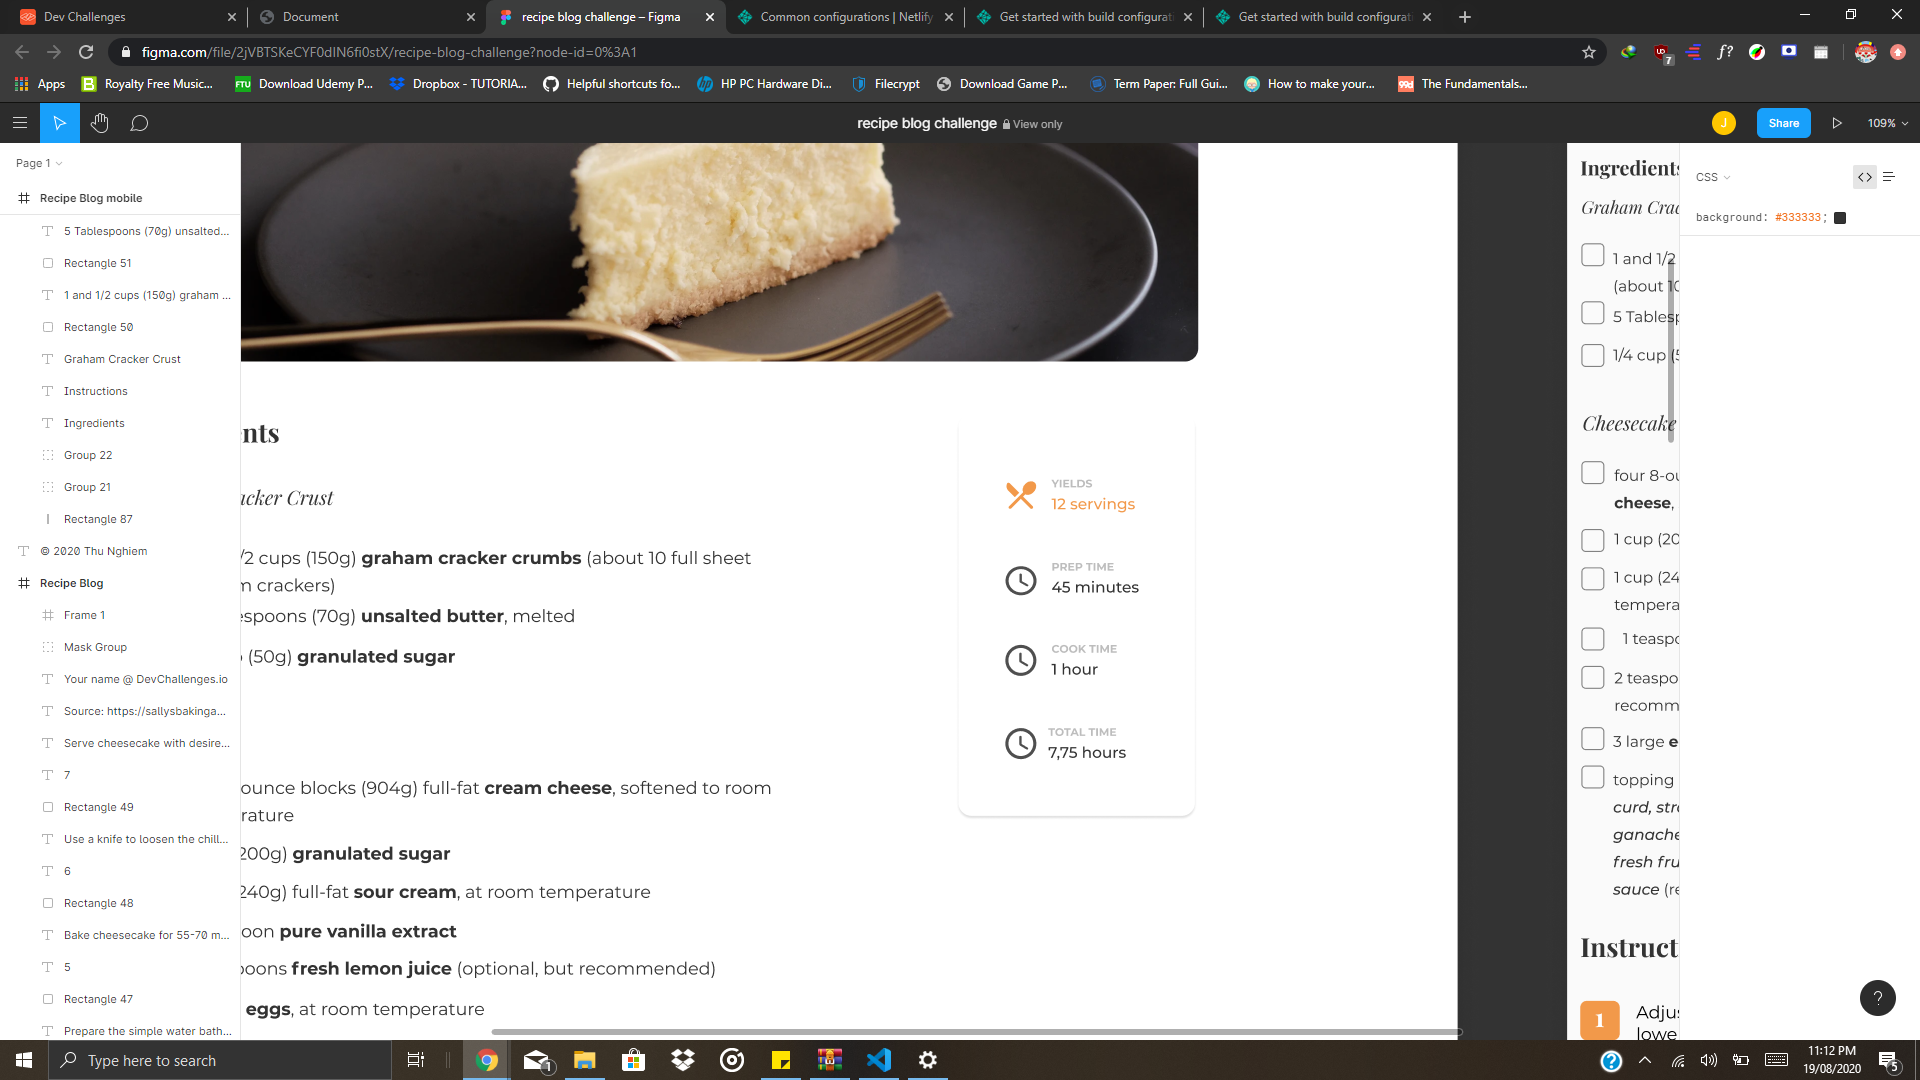 Dev Challenges
Document
recipe blog challenge – Figma
Common configurations | Netlify
Get started with build configurat
Get started with build configurat
figma.com/file/2jVBTSKeCYF0dIN6fi0stX/recipe-blog-challenge?node-id=0%3A1
Apps
Royalty Free Music...
Download Udemy P...
Dropbox - TUTORIA...
Helpful shortcuts fo...
HP PC Hardware Di...
Filecrypt
Download Game P...
Term Paper: Full Gui...
How to make your...
The Fundamentals...
recipe blog challenge View only
J
Share
109%
Page 1
Recipe Blog mobile
5 Tablespoons (70g) unsalted...
Rectangle 51
1 and 1/2 cups (150g) graham ...
Rectangle 50
Graham Cracker Crust
Instructions
Ingredients
Group 22
Group 21
Rectangle 87
© 2020 Thu Nghiem
Recipe Blog
Frame 1
Mask Group
Your name @ DevChallenges.io
Source: https://sallysbakinga...
Serve cheesecake with desire...
7
Rectangle 49
Use a knife to loosen the chill...
6
Rectangle 48
Bake cheesecake for 55-70 m...
5
Rectangle 47
Prepare the simple water bath...
nts
acker Crust
/2 cups (150g) graham cracker crumbs (about 10 full sheet
m crackers)
espoons (70g) unsalted butter, melted
(50g) granulated sugar
ounce blocks (904g) full-fat cream cheese, softened to room
rature
200g) granulated sugar
240g) full-fat sour cream, at room temperature
oon pure vanilla extract
poons fresh lemon juice (optional, but recommended)
eggs, at room temperature
YIELDS
12 servings
PREP TIME
45 minutes
COOK TIME
1 hour
TOTAL TIME
7,75 hours
Ingredients
Graham Crac
1 and 1/2
(about 10
5 Tablesp
1/4 cup (5
Cheesecake
four 8-ou
cheese,
1 cup (20
1 cup (24
tempera
1 teaspo
2 teaspo
recomm
3 large e
topping
curd, stra
ganache
fresh fru
sauce (re
Instruct
1
Adjus
lowe
CSS
background: #333333;
?
Type here to search
11:12 PM
19/08/2020